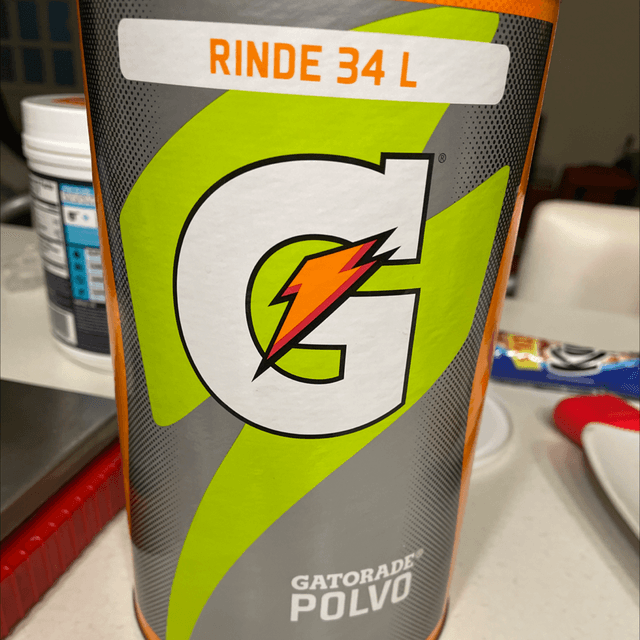 RINDE 34 L
G®
GATORADE®
POLVO